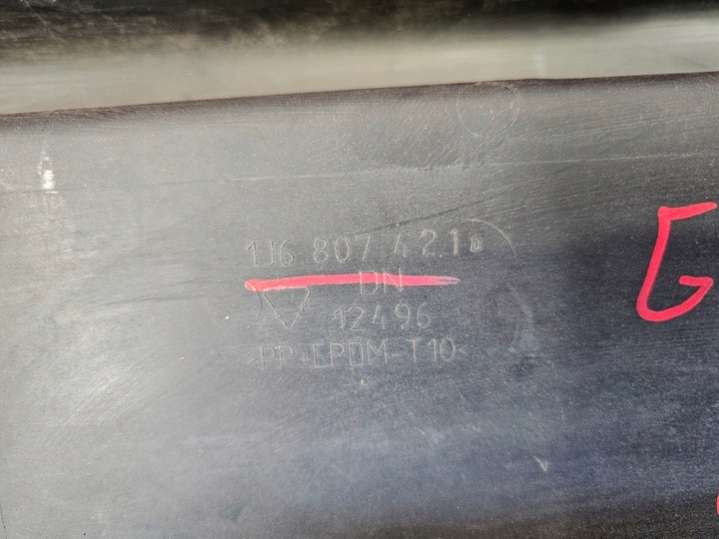 1J6 807 421 D
DN
12496
>PP+EPDM-T10<
G